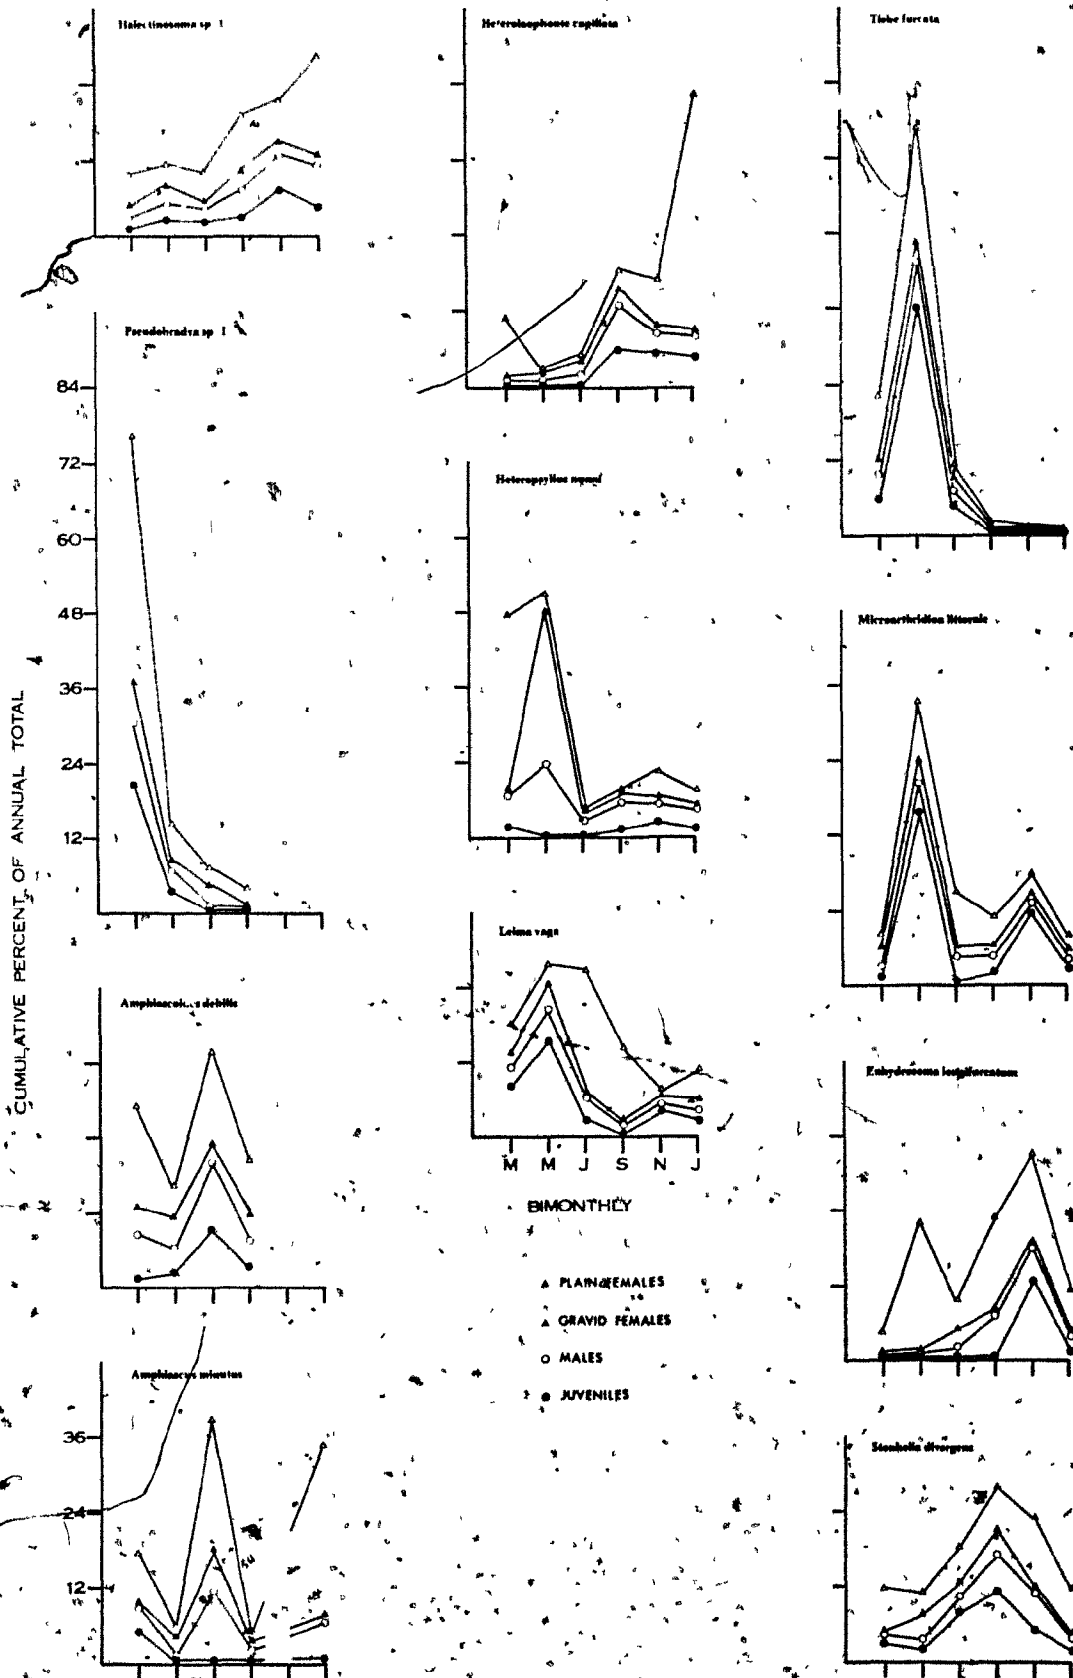 Halectinosoma sp 1
Heterolaophonte
Tisbe furcata
Pseudobradya sp 1
84
72
60
48
36
24
12
CUMULATIVE PERCENT OF ANNUAL TOTAL
Heteropsyllus nunni
Microarthridion littorale
Leima vaga
M M J S N J
BIMONTHLY
Amphiascoides debilis
Enhydrosoma longifurcatum
PLAIN FEMALES
GRAVID FEMALES
MALES
JUVENILES
Amphiascus minutus
36
24
12
Stenhelia divergens